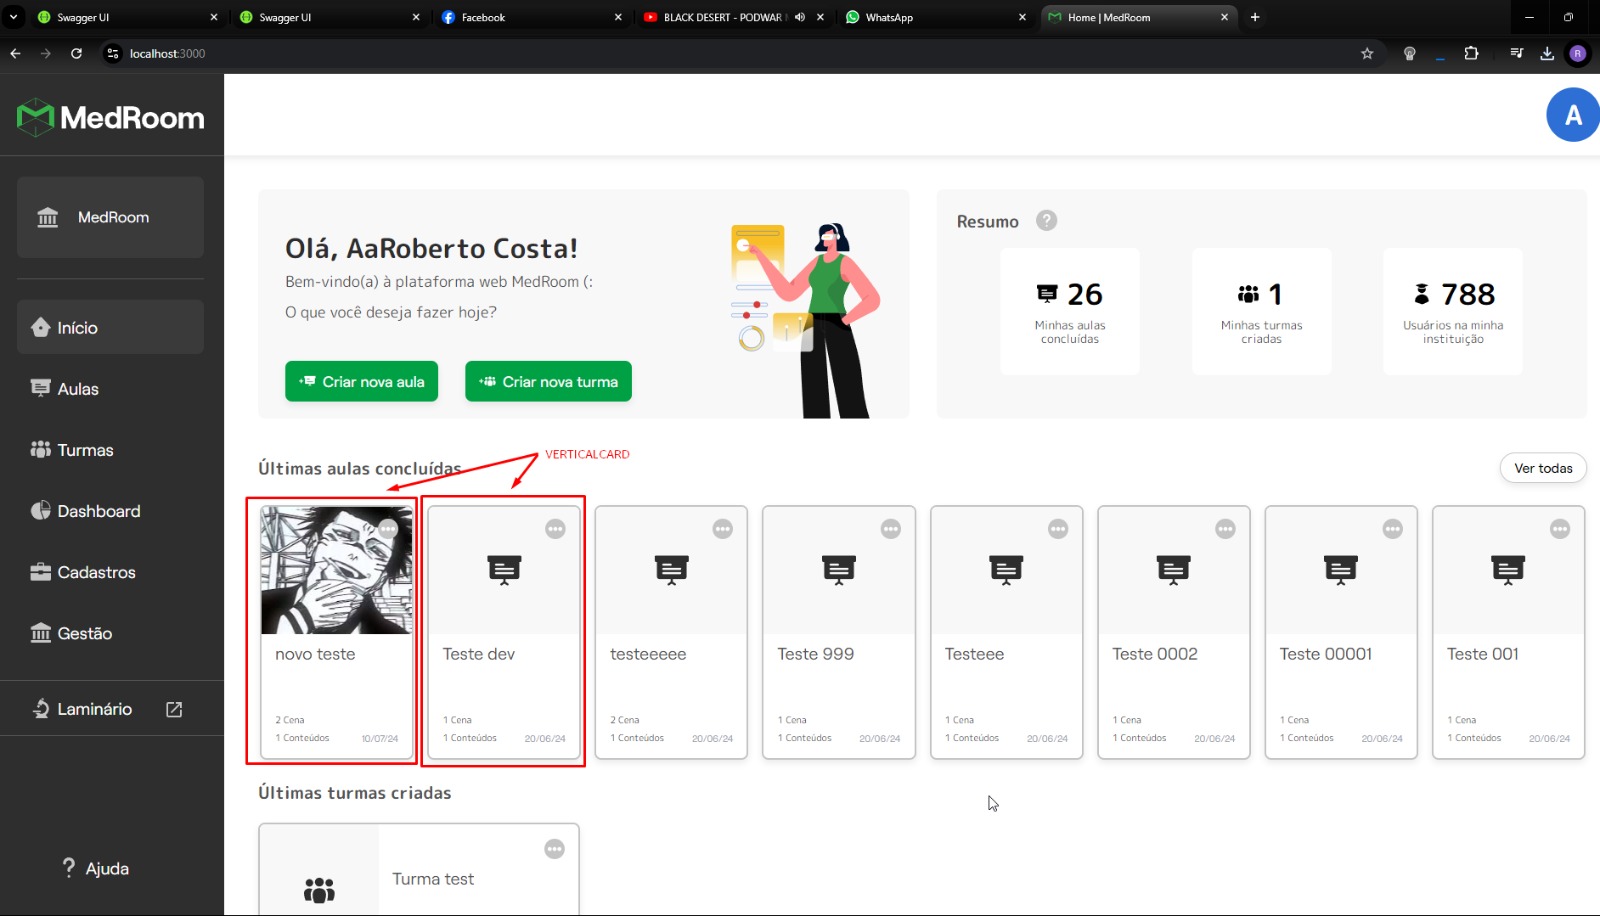 Swagger UI
Swagger UI
Facebook
BLACK DESERT - PODWAR
WhatsApp
Home | MedRoom
localhost:3000
R
MedRoom
A
MedRoom
Início
Aulas
Turmas
Dashboard
Cadastros
Gestão
Laminário
? Ajuda
Olá, AaRoberto Costa!
Bem-vindo(a) à plataforma web MedRoom (:
O que você deseja fazer hoje?
Criar nova aula
Criar nova turma
Resumo ?
26
Minhas aulas
concluídas
1
Minhas turmas
criadas
788
Usuários na minha
instituição
VERTICALCARD
Últimas aulas concluídas
Ver todas
novo teste
2 Cena
1 Conteúdos 10/07/24
Teste dev
1 Cena
1 Conteúdos 20/06/24
testeeeee
2 Cena
1 Conteúdos 20/06/24
Teste 999
1 Cena
1 Conteúdos 20/06/24
Testeee
1 Cena
1 Conteúdos 20/06/24
Teste 0002
1 Cena
1 Conteúdos 20/06/24
Teste 00001
1 Cena
1 Conteúdos 20/06/24
Teste 001
1 Cena
1 Conteúdos 20/06/24
Últimas turmas criadas
Turma test